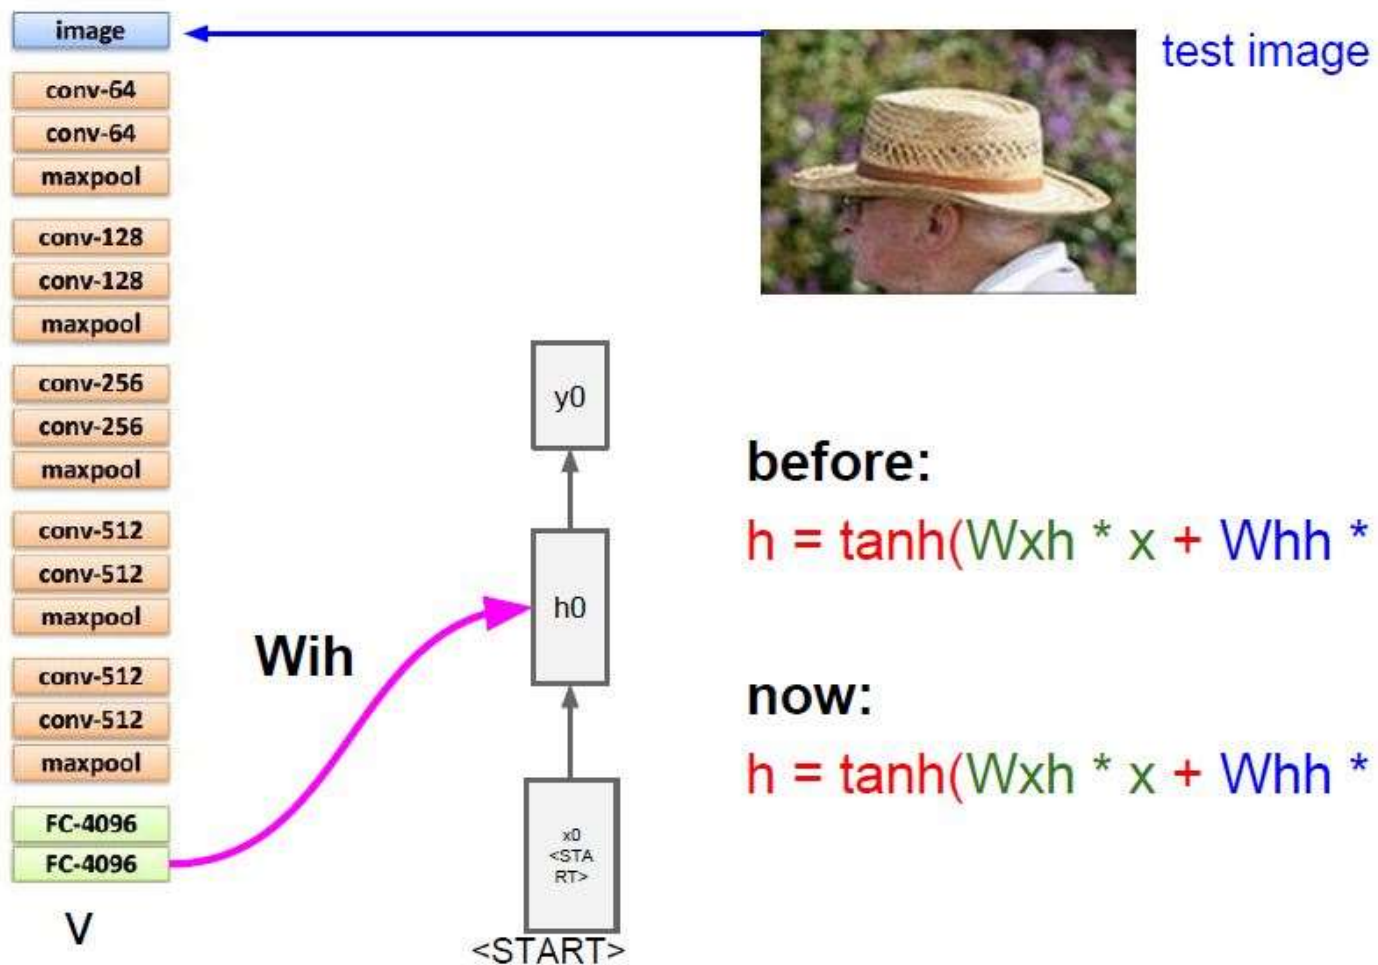 image
conv-64
conv-64
maxpool
conv-128
conv-128
maxpool
conv-256
conv-256
maxpool
conv-512
conv-512
maxpool
conv-512
conv-512
maxpool
FC-4096
FC-4096
V
Wih
y0
h0
x0
<STA
RT>
<START>
test image
before:
h = tanh(Wxh * x + Whh *
now:
h = tanh(Wxh * x + Whh *